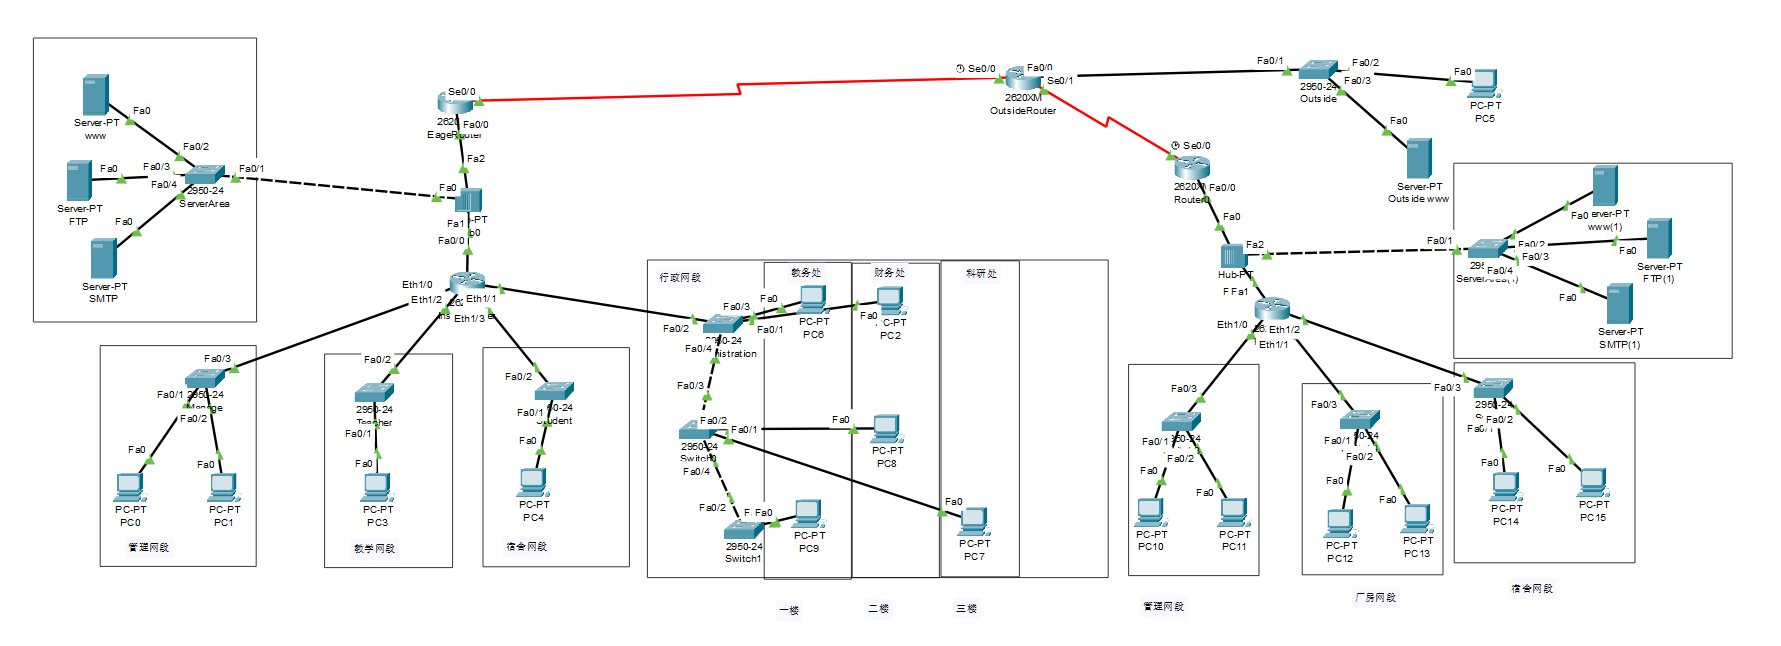 Fa0
Server-PT
www
Fa0/2
Fa0
Fa0/3
Fa0/1
Fa0/4
2950-24
ServerArea
Server-PT
FTP
Fa0
Server-PT
SMTP
Se0/0
Fa0/0
Fa2
Fa0
Fa1
Fa0/0
Se0/0
Fa0/0
Se0/1
2620XM
OutsideRouter
Fa0/1
Fa0/2
Fa0/3
2950-24
Outside
Fa0
PC-PT
PC5
Fa0
Server-PT
Outside www
Se0/0
Fa0/0
Fa0
Fa2
Hub-PT
Fa1
Fa0/1
Fa0/2
Fa0/3
Fa0/4
Fa0
www(1)
Fa0
Server-PT
FTP(1)
Fa0
Server-PT
SMTP(1)
Eth1/0
Eth1/2
Eth1/1
Eth1/3
Fa0/3
Fa0/1
Fa0/2
2950-24
Fa0
Fa0
PC-PT
PC0
PC-PT
PC1
管理网段
Fa0/2
2950-24
Fa0/1
Fa0
PC-PT
PC3
教学网段
Fa0/2
Fa0/1
Fa0
PC-PT
PC4
宿舍网段
行政网段
教务处
财务处
科研处
Fa0/2
Fa0/3
Fa0/1
Fa0
PC-PT
PC6
Fa0
PC-PT
PC2
Fa0/4
Fa0/3
Fa0/2
Fa0/1
2950-24
Fa0/4
Fa0
PC-PT
PC8
Fa0/2
Fa0
2950-24
Switch1
PC-PT
PC9
Fa0
PC-PT
PC7
一楼
二楼
三楼
Eth1/0
Eth1/2
Eth1/1
Fa0/3
Fa0/1
Fa0/2
Fa0
Fa0
PC-PT
PC10
PC-PT
PC11
管理网段
Fa0/3
Fa0/1
Fa0/2
Fa0
Fa0
PC-PT
PC12
PC-PT
PC13
厂房网段
Fa0/3
Fa0/2
Fa0
Fa0
PC-PT
PC14
PC-PT
PC15
宿舍网段